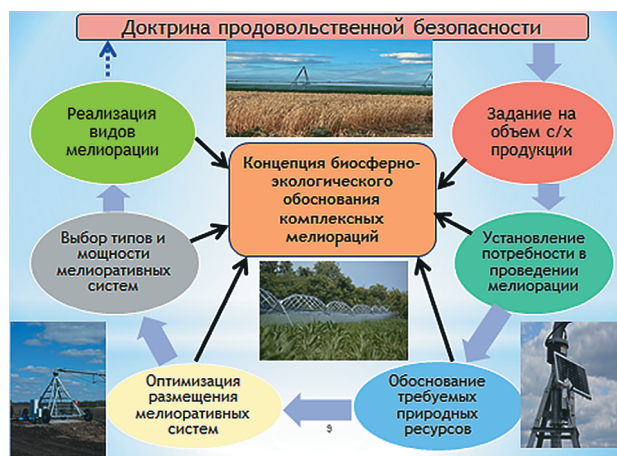 Доктрина продовольственной безопасности
Реализация
видов
мелиорации
Задание на
объем с/х
продукции
Концепция биосферно-
экологического
обоснования
комплексных
мелиораций
Выбор типов и
мощности
мелиоративных
систем
Установление
потребности в
проведении
мелиорации
Оптимизация
размещения
мелиоративных
систем
Обоснование
требуемых
природных
ресурсов
9